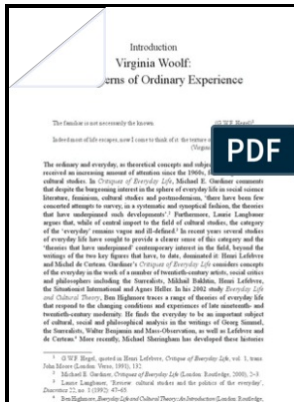 Introduction
Virginia Woolf:
erns of Ordinary Experience
The familiar is not necessarily the known.
G.W.F. Hegel¹
Indeed most of life escapes, now I come to think of it: the texture
(Virgin
PDF
The ordinary and everyday, as theoretical concepts and subj
received an increasing amount of attention since the 1960s,
cultural studies. In Critiques of Everyday Life, Michael E. Gardiner comments
that despite the burgeoning interest in the sphere of everyday life in social science
literature, feminism, cultural studies and postmodernism, 'there have been few
concerted attempts to survey, in a systematic and synoptical fashion, the theories
that have underpinned such developments'.² Furthermore, Laurie Langbauer
argues that, while of central import to the field of cultural studies, the category
of the 'everyday' remains vague and ill-defined.³ In recent years several studies
of everyday life have sought to provide a clearer sense of this category and the
'theories that have underpinned' contemporary interest in the field, beyond the
writings of the two key figures that have, to date, dominated it: Henri Lefebvre
and Michel de Certeau. Gardiner's Critiques of Everyday Life considers concepts
of the everyday in the work of a number of twentieth-century artists, social critics
and philosophers including the Surrealists, Mikhail Bakhtin, Henri Lefebvre,
the Situationist International and Agnes Heller. In his 2002 study Everyday Life
and Cultural Theory, Ben Highmore traces a range of theories of everyday life
that respond to the changing conditions and experiences of late nineteenth- and
twentieth-century modernity. He finds the everyday to be an important subject
of cultural, social and philosophical analysis in the writings of Georg Simmel,
the Surrealists, Walter Benjamin and Mass-Observation, as well as Lefebvre and
de Certeau.⁴ More recently, Michael Sheringham has developed these histories
¹ G.W.F. Hegel, quoted in Henri Lefebvre, Critique of Everyday Life, vol. 1, trans.
John Moore (London: Verso, 1991), 132.
² Michael E. Gardiner, Critiques of Everyday Life (London: Routledge, 2000), 2–3.
³ Laurie Langbauer, 'Review: cultural studies and the politics of the everyday',
Diacritics 22, no. 1 (1992): 47–65.
⁴ Ben Highmore, Everyday Life and Cultural Theory: An Introduction (London: Routledge,